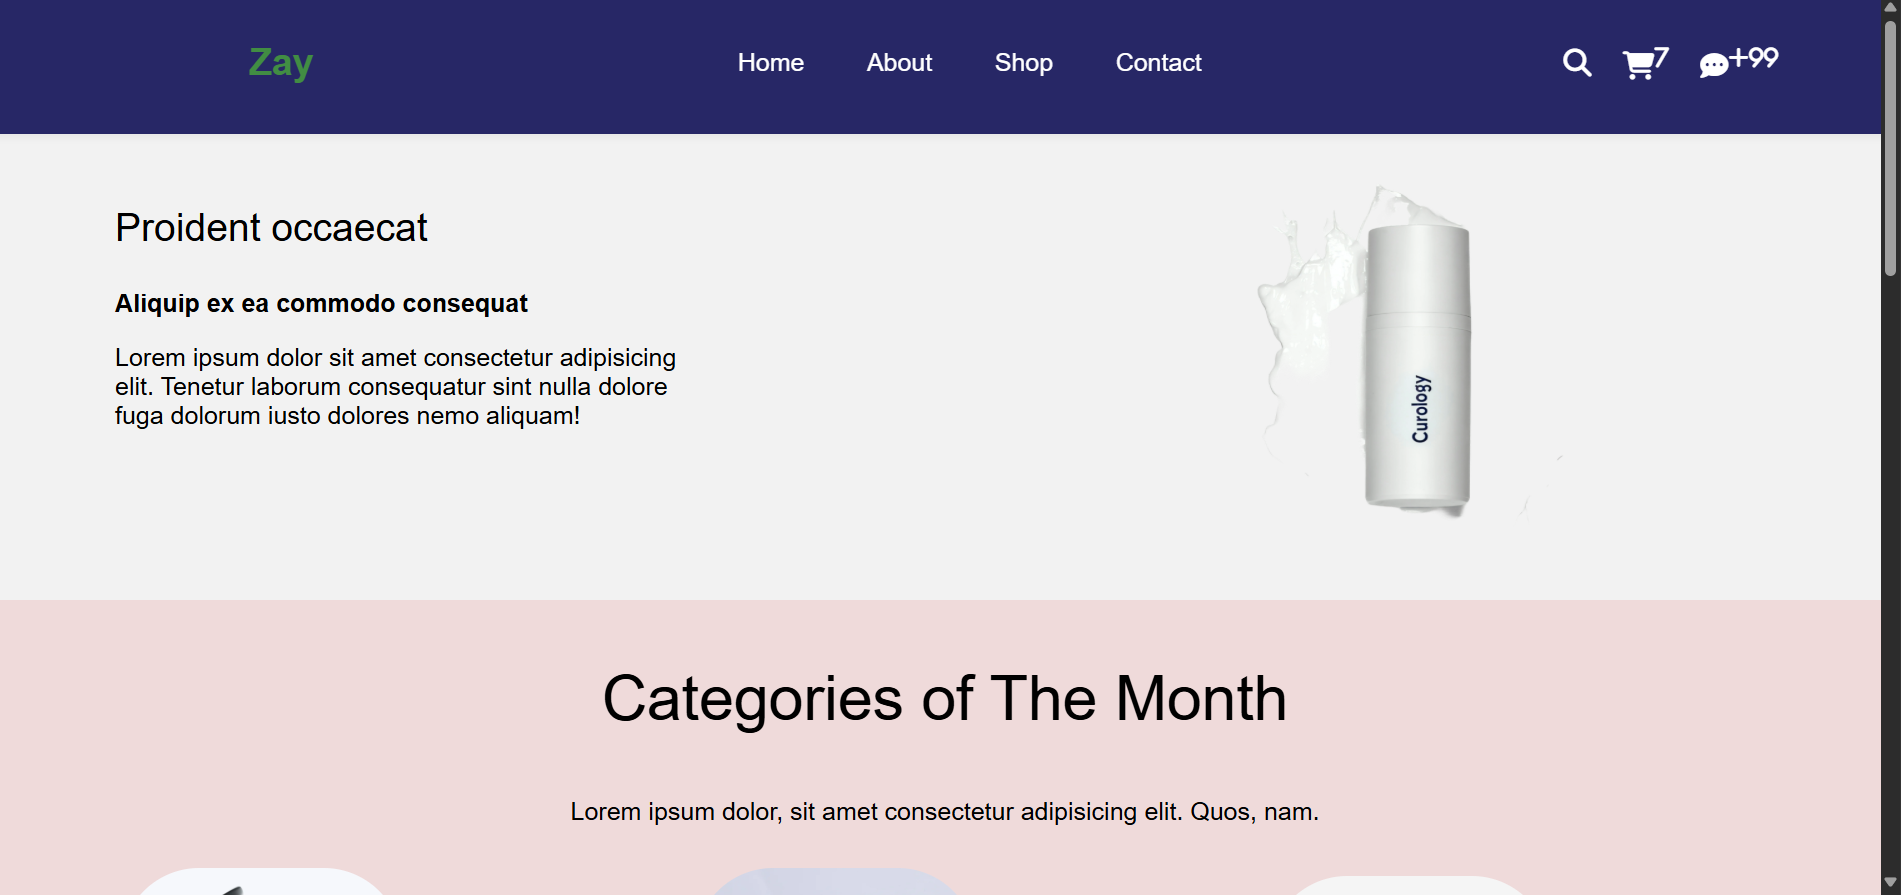 Zay
Home About Shop Contact
7 +99
Proident occaecat
Aliquip ex ea commodo consequat
Lorem ipsum dolor sit amet consectetur adipisicing
elit. Tenetur laborum consequatur sint nulla dolore
fuga dolorum iusto dolores nemo aliquam!
Curology
Categories of The Month
Lorem ipsum dolor, sit amet consectetur adipisicing elit. Quos, nam.